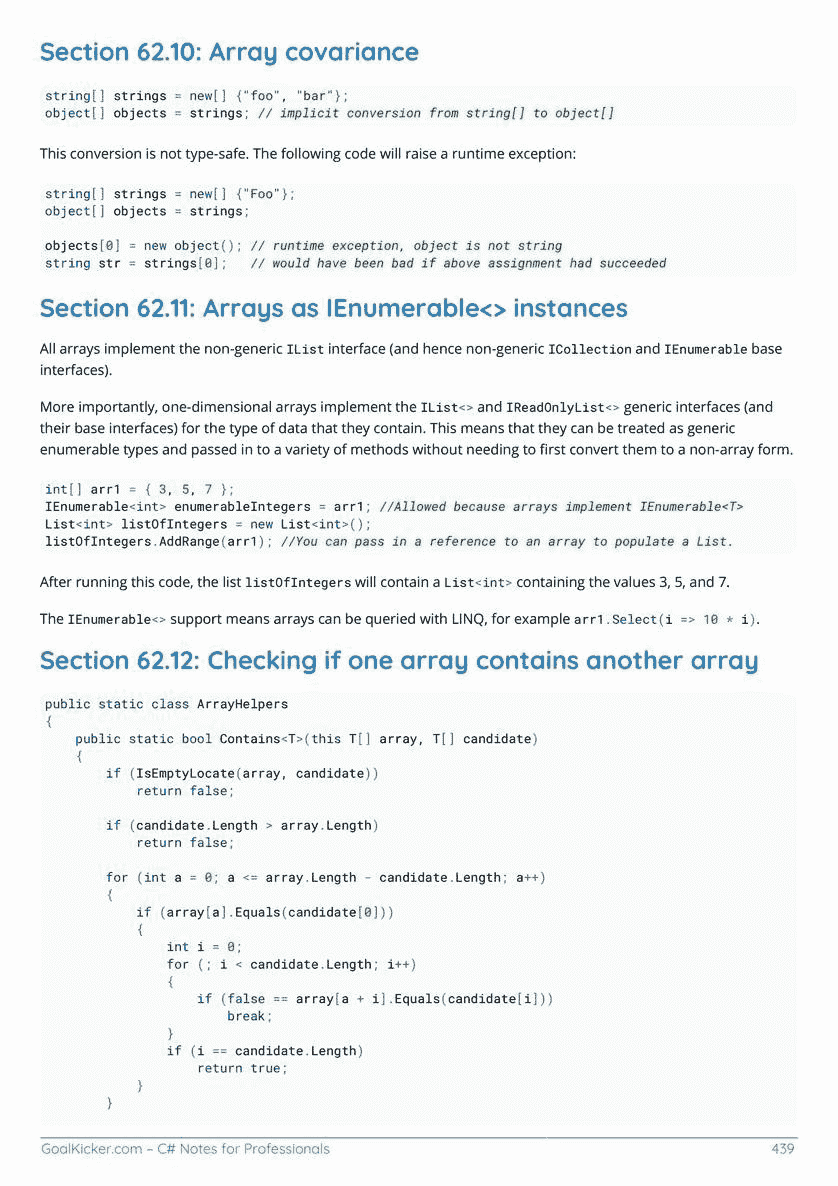 Section 62.10: Array covariance
string[] strings = new[] {"foo", "bar"};
object[] objects = strings; // implicit conversion from string[] to object[]
This conversion is not type-safe. The following code will raise a runtime exception:
string[] strings = new[] {"Foo"};
object[] objects = strings;
objects[0] = new object(); // runtime exception, object is not string
string str = strings[0];   // would have been bad if above assignment had succeeded
Section 62.11: Arrays as IEnumerable<> instances
All arrays implement the non-generic IList interface (and hence non-generic ICollection and IEnumerable base
interfaces).
More importantly, one-dimensional arrays implement the IList<> and IReadOnlyList<> generic interfaces (and
their base interfaces) for the type of data that they contain. This means that they can be treated as generic
enumerable types and passed in to a variety of methods without needing to first convert them to a non-array form.
int[] arr1 = { 3, 5, 7 };
IEnumerable<int> enumerableIntegers = arr1; //Allowed because arrays implement IEnumerable<T>
List<int> listOfIntegers = new List<int>();
listOfIntegers.AddRange(arr1); //You can pass in a reference to an array to populate a List.
After running this code, the list listOfIntegers will contain a List<int> containing the values 3, 5, and 7.
The IEnumerable<> support means arrays can be queried with LINQ, for example arr1.Select(i => 10 * i).
Section 62.12: Checking if one array contains another array
public static class ArrayHelpers
{
    public static bool Contains<T>(this T[] array, T[] candidate)
    {
        if (IsEmptyLocate(array, candidate))
            return false;
        if (candidate.Length > array.Length)
            return false;
        for (int a = 0; a <= array.Length - candidate.Length; a++)
        {
            if (array[a].Equals(candidate[0]))
            {
                int i = 0;
                for (; i < candidate.Length; i++)
                {
                    if (false == array[a + i].Equals(candidate[i]))
                        break;
                }
                if (i == candidate.Length)
                    return true;
            }
        }
GoalKicker.com – C# Notes for Professionals
439